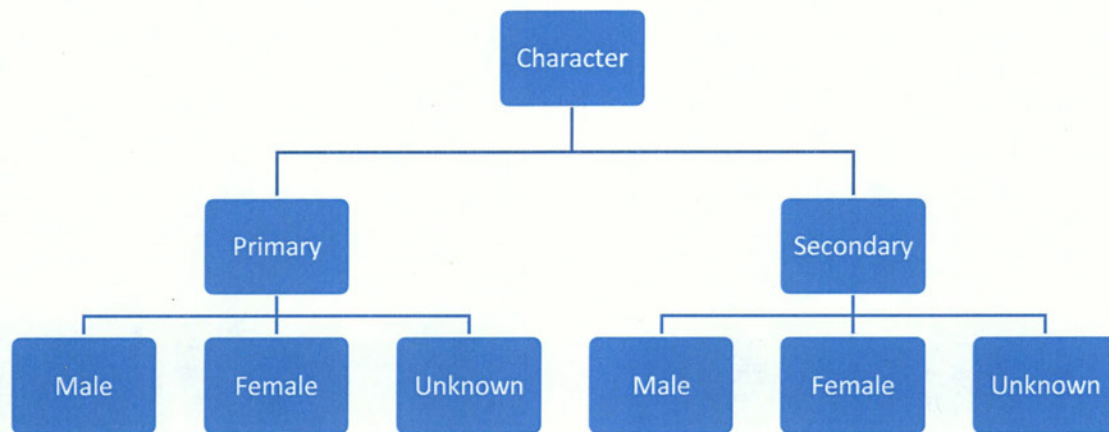 Character
Primary
Secondary
Male
Female
Unknown
Male
Female
Unknown